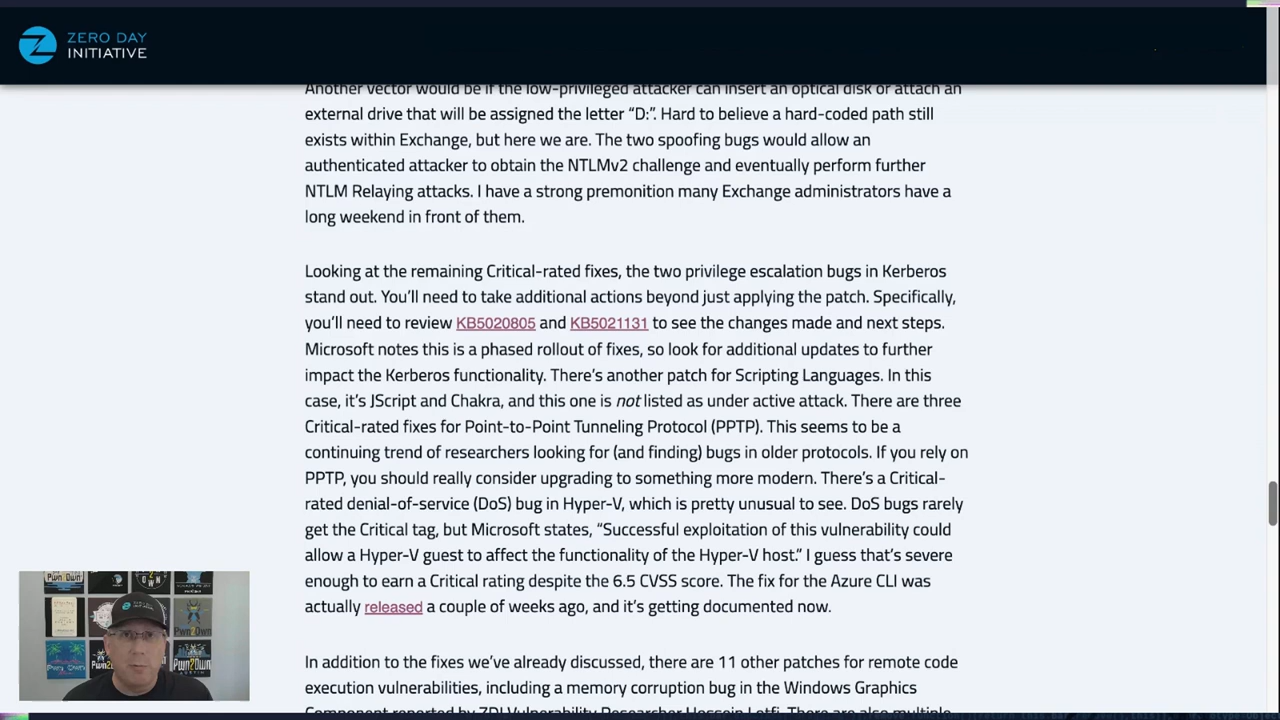 ZERO DAY
INITIATIVE
Another vector would be if the low-privileged attacker can insert an optical disk or attach an
external drive that will be assigned the letter “D:”. Hard to believe a hard-coded path still
exists within Exchange, but here we are. The two spoofing bugs would allow an
authenticated attacker to obtain the NTLMv2 challenge and eventually perform further
NTLM Relaying attacks. I have a strong premonition many Exchange administrators have a
long weekend in front of them.
Looking at the remaining Critical-rated fixes, the two privilege escalation bugs in Kerberos
stand out. You’ll need to take additional actions beyond just applying the patch. Specifically,
you’ll need to review KB5020805 and KB5021131 to see the changes made and next steps.
Microsoft notes this is a phased rollout of fixes, so look for additional updates to further
impact the Kerberos functionality. There’s another patch for Scripting Languages. In this
case, it’s JScript and Chakra, and this one is not listed as under active attack. There are three
Critical-rated fixes for Point-to-Point Tunneling Protocol (PPTP). This seems to be a
continuing trend of researchers looking for (and finding) bugs in older protocols. If you rely on
PPTP, you should really consider upgrading to something more modern. There’s a Critical-
rated denial-of-service (DoS) bug in Hyper-V, which is pretty unusual to see. DoS bugs rarely
get the Critical tag, but Microsoft states, “Successful exploitation of this vulnerability could
allow a Hyper-V guest to affect the functionality of the Hyper-V host.” I guess that’s severe
enough to earn a Critical rating despite the 6.5 CVSS score. The fix for the Azure CLI was
actually released a couple of weeks ago, and it’s getting documented now.
In addition to the fixes we’ve already discussed, there are 11 other patches for remote code
execution vulnerabilities, including a memory corruption bug in the Windows Graphics
Component reported by ZDI Vulnerability Researcher Hossein Lotfi. There are also multiple
Pwn2Own